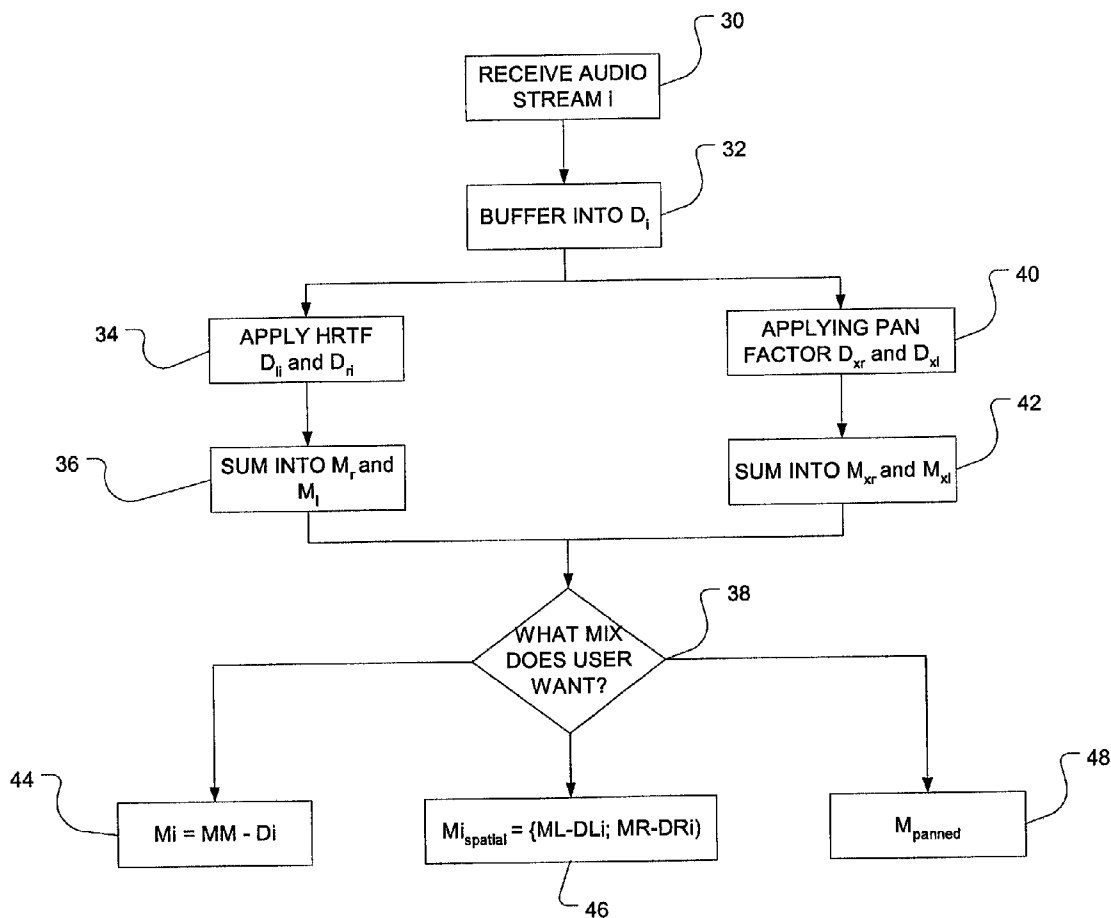 30
RECEIVE AUDIO
STREAM i
32
BUFFER INTO Di
34
APPLY HRTF
Dli and Dri
40
APPLYING PAN
FACTOR Dxr and Dxl
36
SUM INTO Mr and
Ml
42
SUM INTO Mxr and Mxl
38
WHAT MIX
DOES USER
WANT?
44
Mi = MM - Di
Mispatial = {ML-DLi; MR-DRi)
46
48
Mpanned